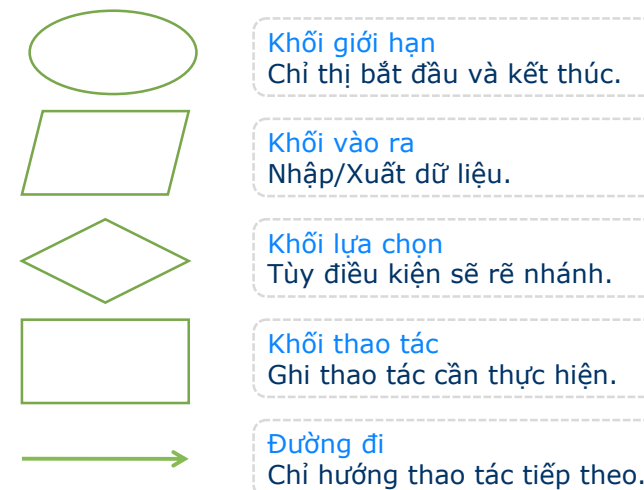 Khối giới hạn
Chỉ thị bắt đầu và kết thúc.
Khối vào ra
Nhập/Xuất dữ liệu.
Khối lựa chọn
Tùy điều kiện sẽ rẽ nhánh.
Khối thao tác
Ghi thao tác cần thực hiện.
Đường đi
Chỉ hướng thao tác tiếp theo.